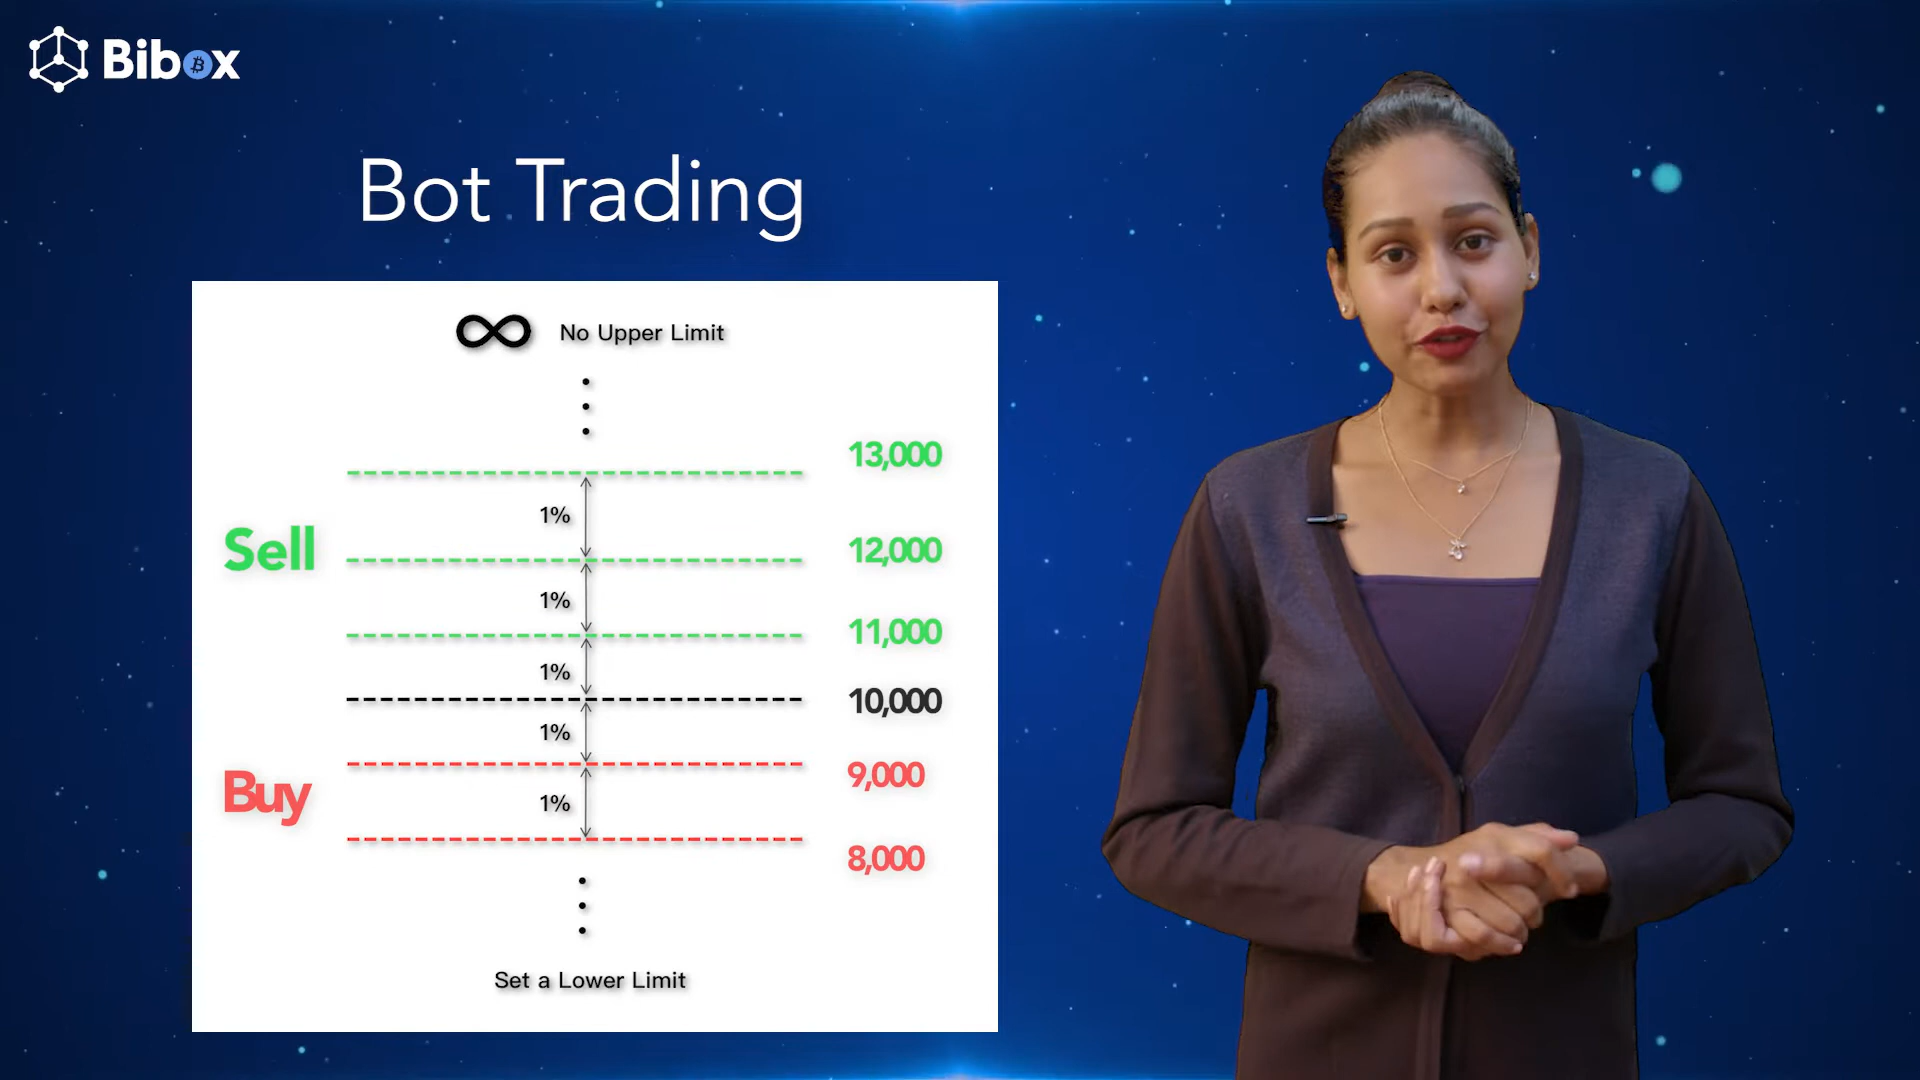 Bibox
Bot Trading
No Upper Limit
13,000
1%
Sell
12,000
1%
11,000
1%
10,000
1%
9,000
Buy
1%
8,000
Set a Lower Limit